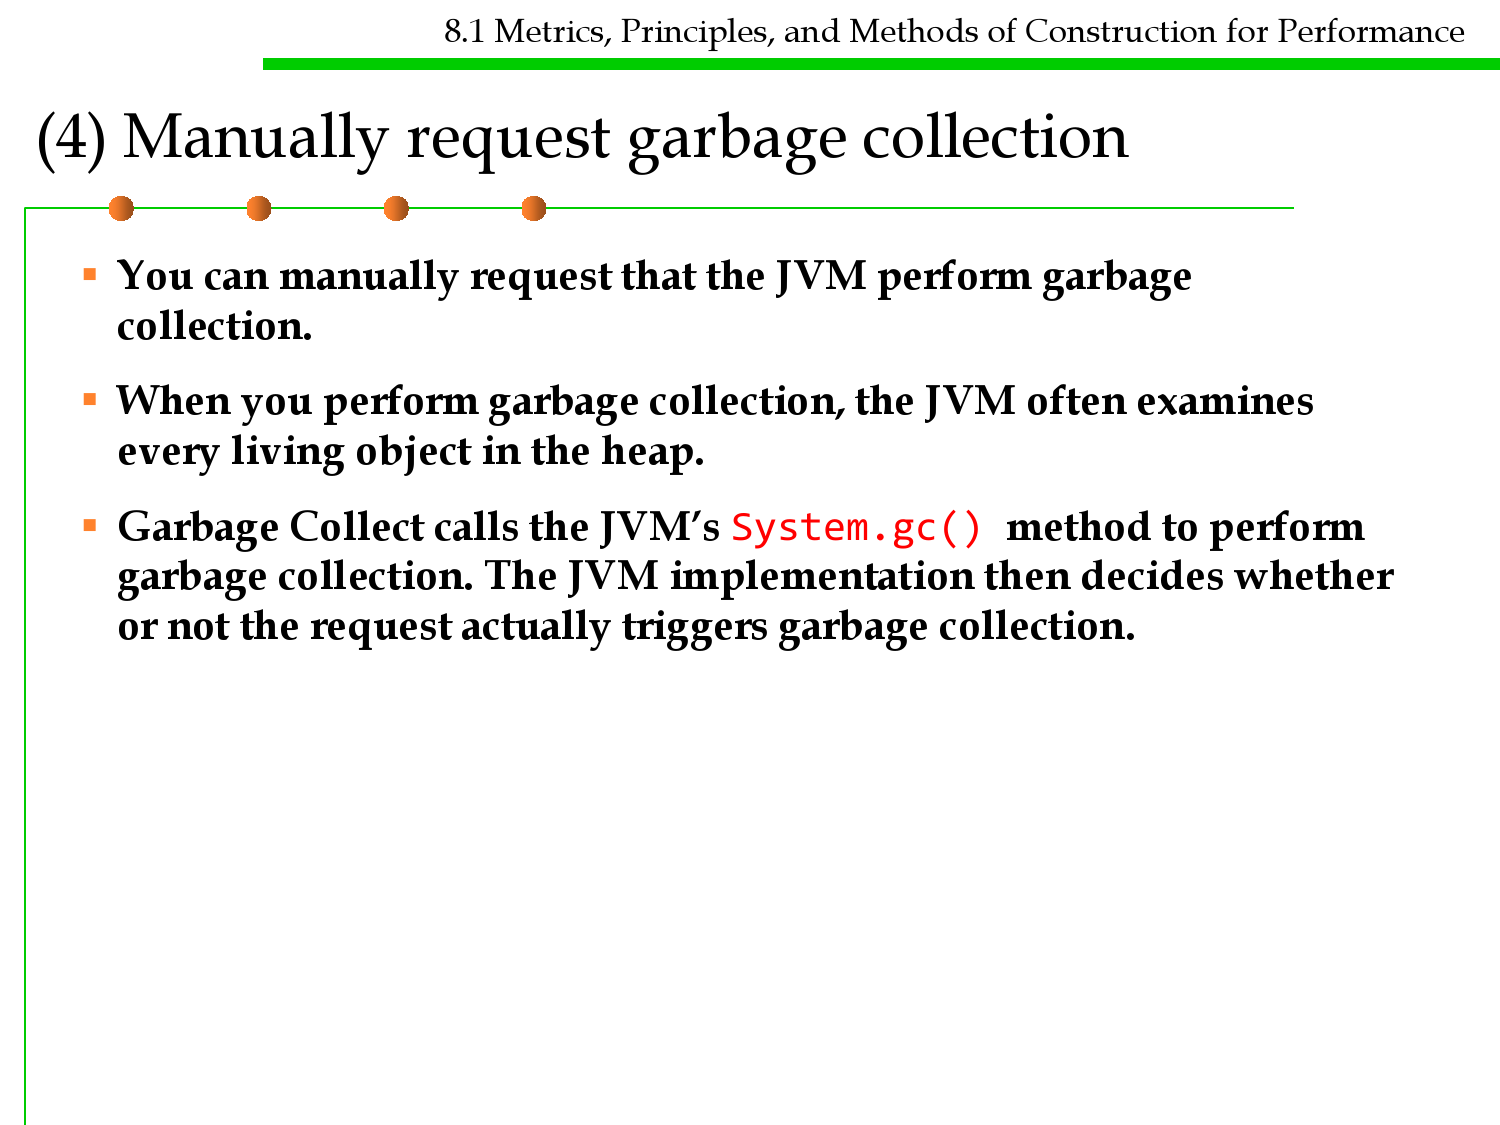 8.1 Metrics, Principles, and Methods of Construction for Performance
(4) Manually request garbage collection
▪ You can manually request that the JVM perform garbage
collection.
▪ When you perform garbage collection, the JVM often examines
every living object in the heap.
▪ Garbage Collect calls the JVM’s System.gc() method to perform
garbage collection. The JVM implementation then decides whether
or not the request actually triggers garbage collection.